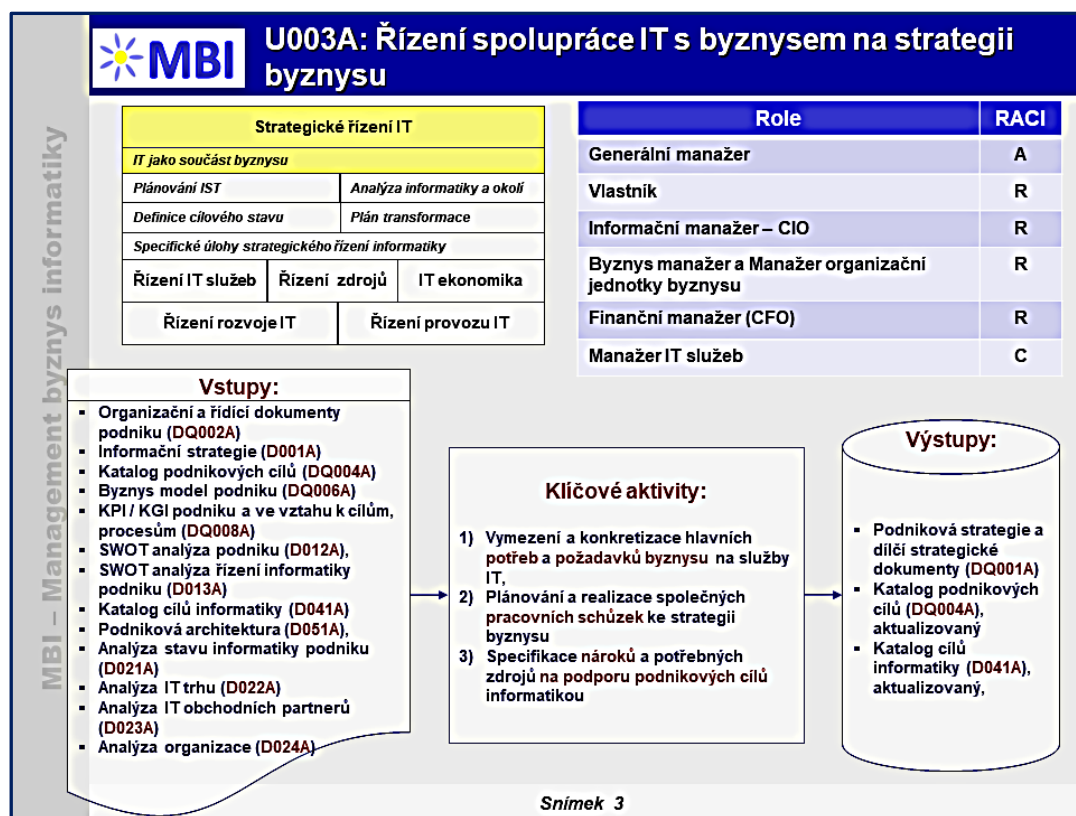 MBI
U003A: Řízení spolupráce IT s byznysem na strategii
byznysu
MBI – Management byznys informatiky
Strategické řízení IT
IT jako součást byznysu
Plánování IST
Analýza informatiky a okolí
Definice cílového stavu
Plán transformace
Specifické úlohy strategického řízení informatiky
Řízení IT služeb
Řízení zdrojů
IT ekonomika
Řízení rozvoje IT
Řízení provozu IT
Role RACI
Generální manažer A
Vlastník R
Informační manažer – CIO R
Byznys manažer a Manažer organizační R
jednotky byznysu
Finanční manažer (CFO) R
Manažer IT služeb C
Vstupy:
▪ Organizační a řídící dokumenty
podniku (DQ002A)
▪ Informační strategie (D001A)
▪ Katalog podnikových cílů (DQ004A)
▪ Byznys model podniku (DQ006A)
▪ KPI / KGI podniku a ve vztahu k cílům,
procesům (DQ008A)
▪ SWOT analýza podniku (D012A),
▪ SWOT analýza řízení informatiky
podniku (D013A)
▪ Katalog cílů informatiky (D041A)
▪ Podniková architektura (D051A),
▪ Analýza stavu informatiky podniku
(D021A)
▪ Analýza IT trhu (D022A)
▪ Analýza IT obchodních partnerů
(D023A)
▪ Analýza organizace (D024A)
Klíčové aktivity:
1) Vymezení a konkretizace hlavních
potřeb a požadavků byznysu na služby
IT,
2) Plánování a realizace společných
pracovních schůzek ke strategii
byznysu
3) Specifikace nároků a potřebných
zdrojů na podporu podnikových cílů
informatikou
Výstupy:
▪ Podniková strategie a
dílčí strategické
dokumenty (DQ001A)
▪ Katalog podnikových
cílů (DQ004A),
aktualizovaný
▪ Katalog cílů
informatiky (D041A),
aktualizovaný,
Snímek 3